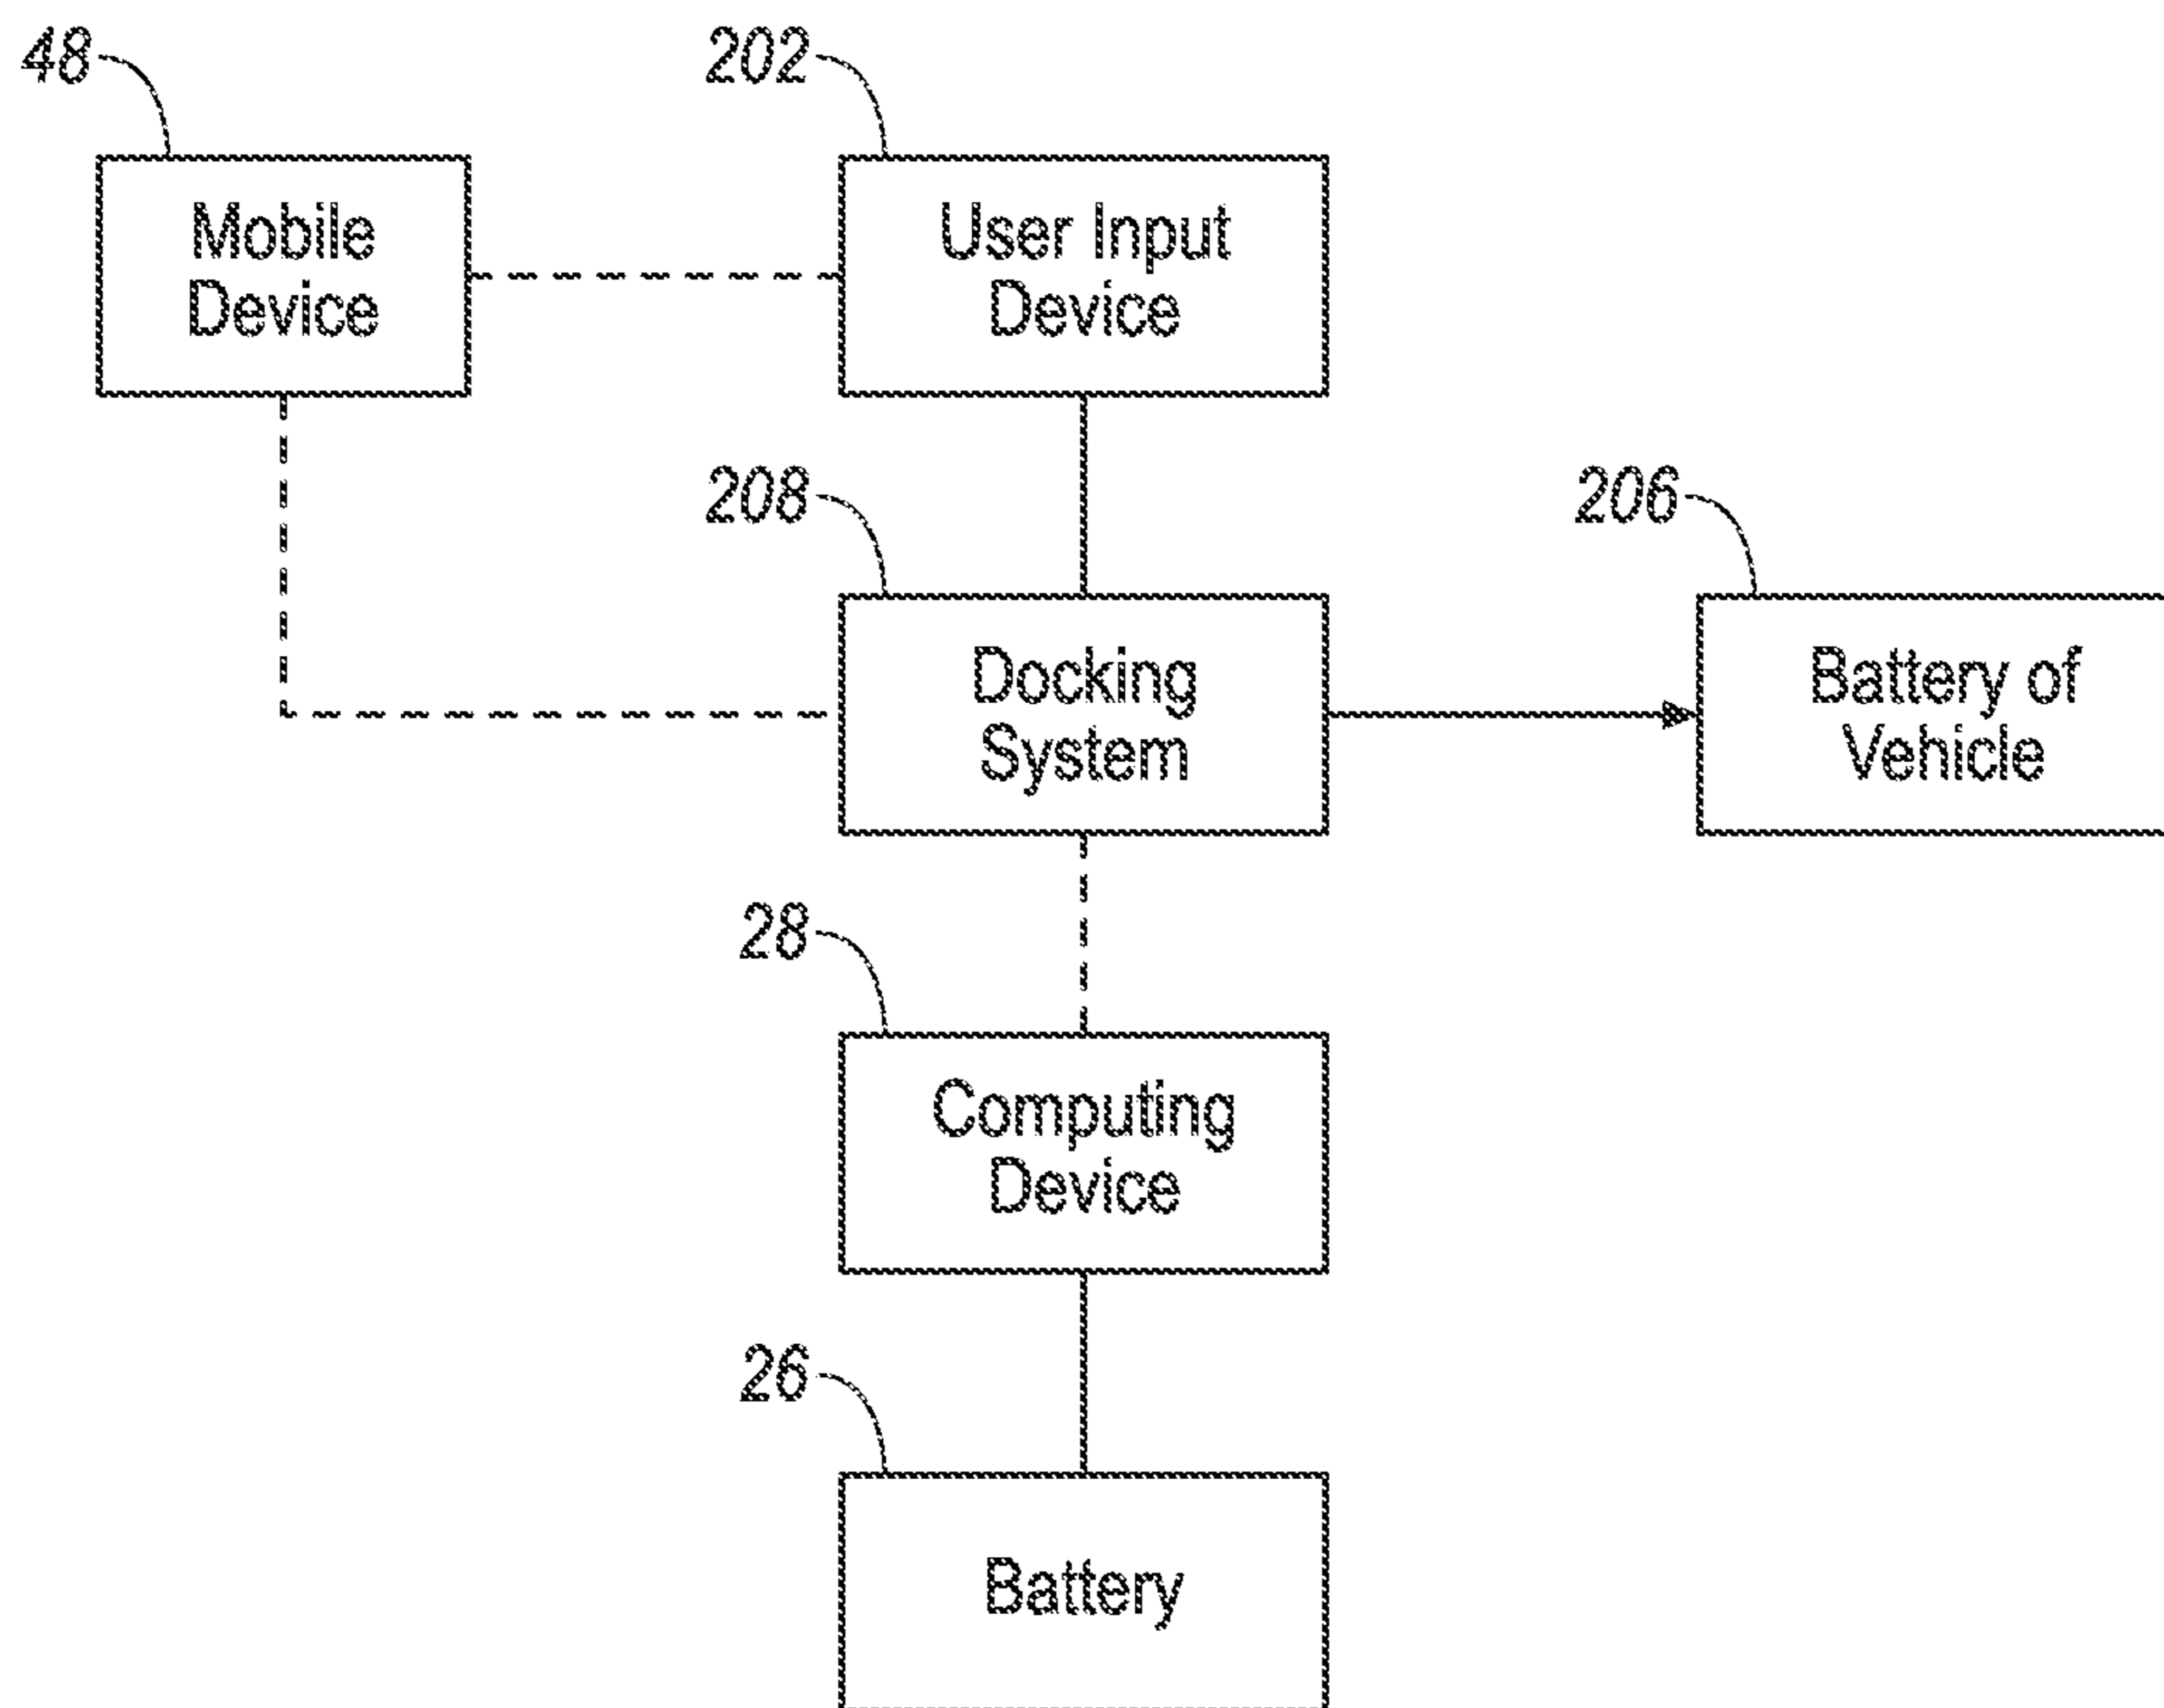 48
202
Mobile
Device
User Input
Device
208
206
Docking
System
Battery of
Vehicle
28
Computing
Device
26
Battery